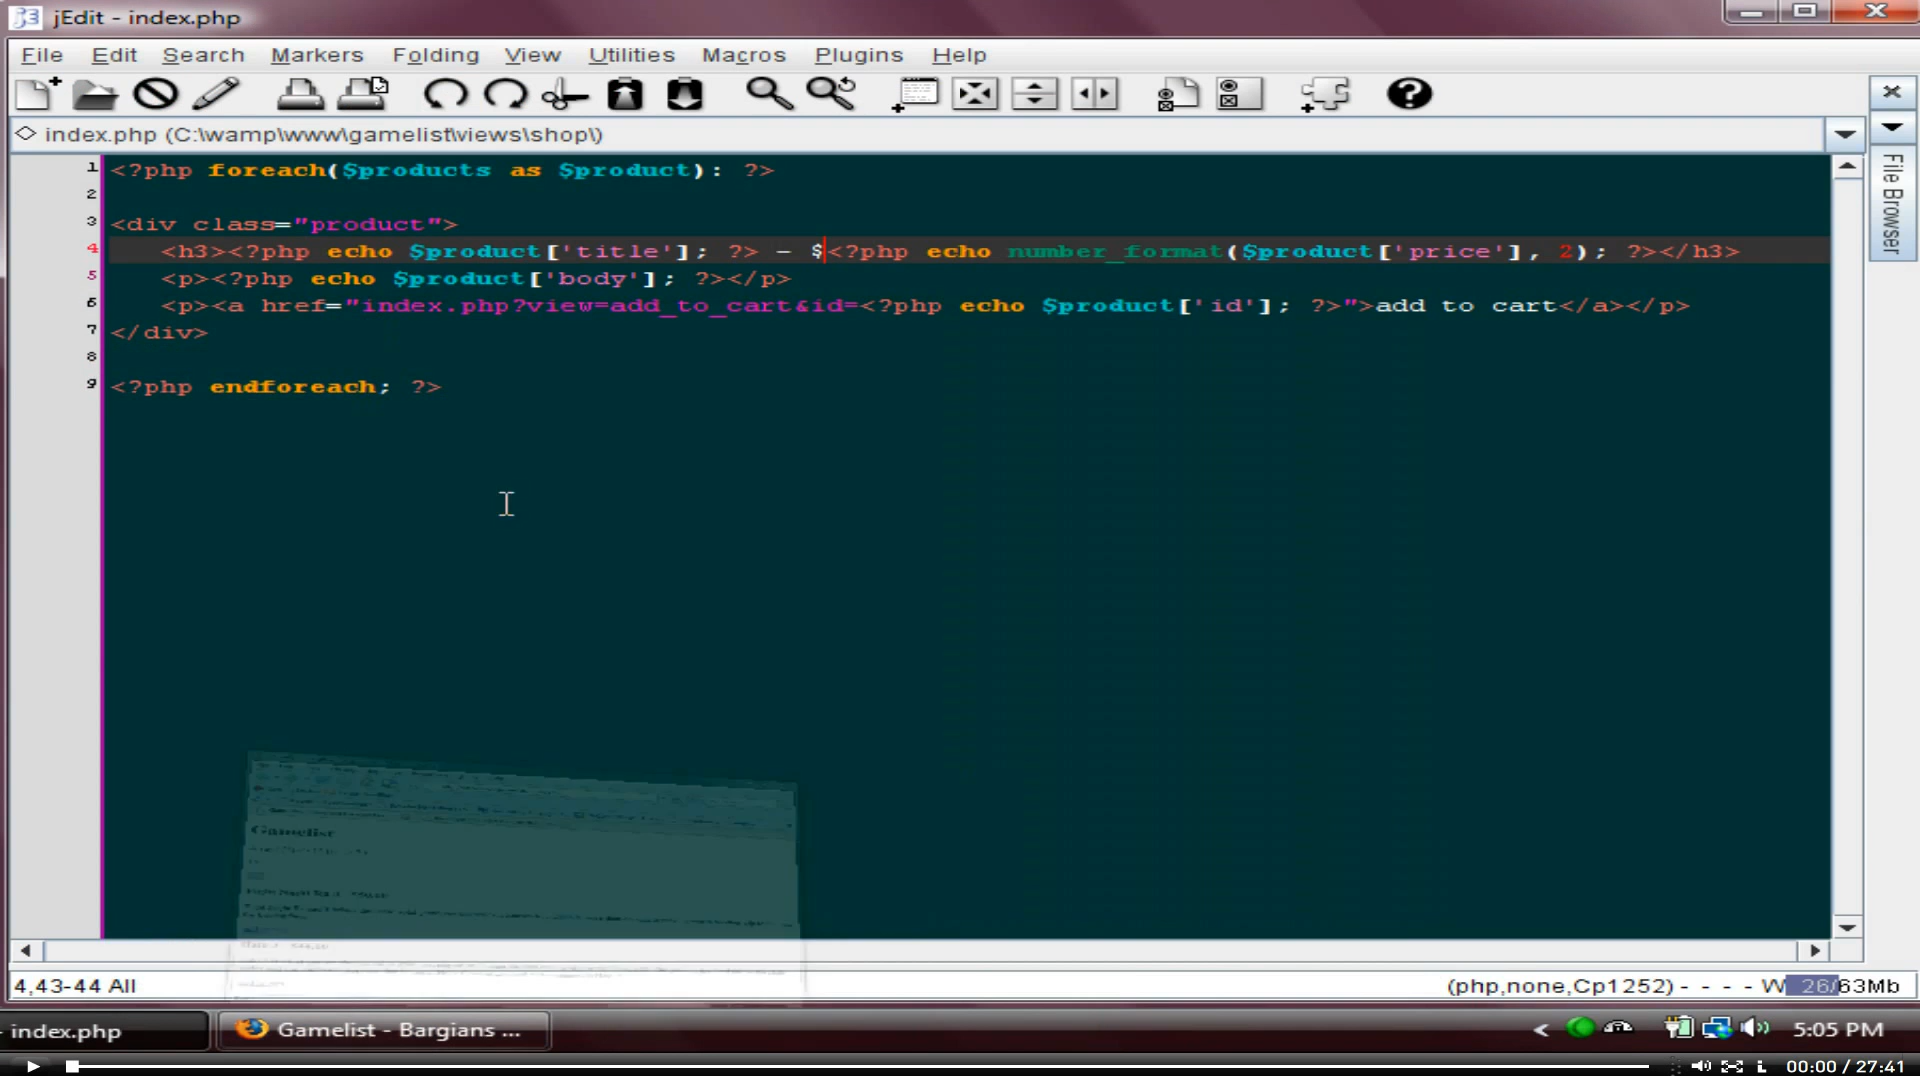 jEdit - index.php
File Edit Search Markers Folding View Utilities Macros Plugins Help
index.php (C:\wamp\www\gamelist\views\shop\)
File Browser
1 <?php foreach($products as $product): ?>
2
3 <div class="product">
4 <h3><?php echo $product['title']; ?> - $<?php echo number_format($product['price'], 2); ?></h3>
5 <p><?php echo $product['body']; ?></p>
6 <p><a href="index.php?view=add_to_cart&id=<?php echo $product['id']; ?>">add to cart</a></p>
7 </div>
8
9 <?php endforeach; ?>
Gamelist
4,43-44 All
(php,none,Cp1252) - - - - W 26/63Mb
- index.php
Gamelist - Bargians ...
5:05 PM
00:00 / 27:41